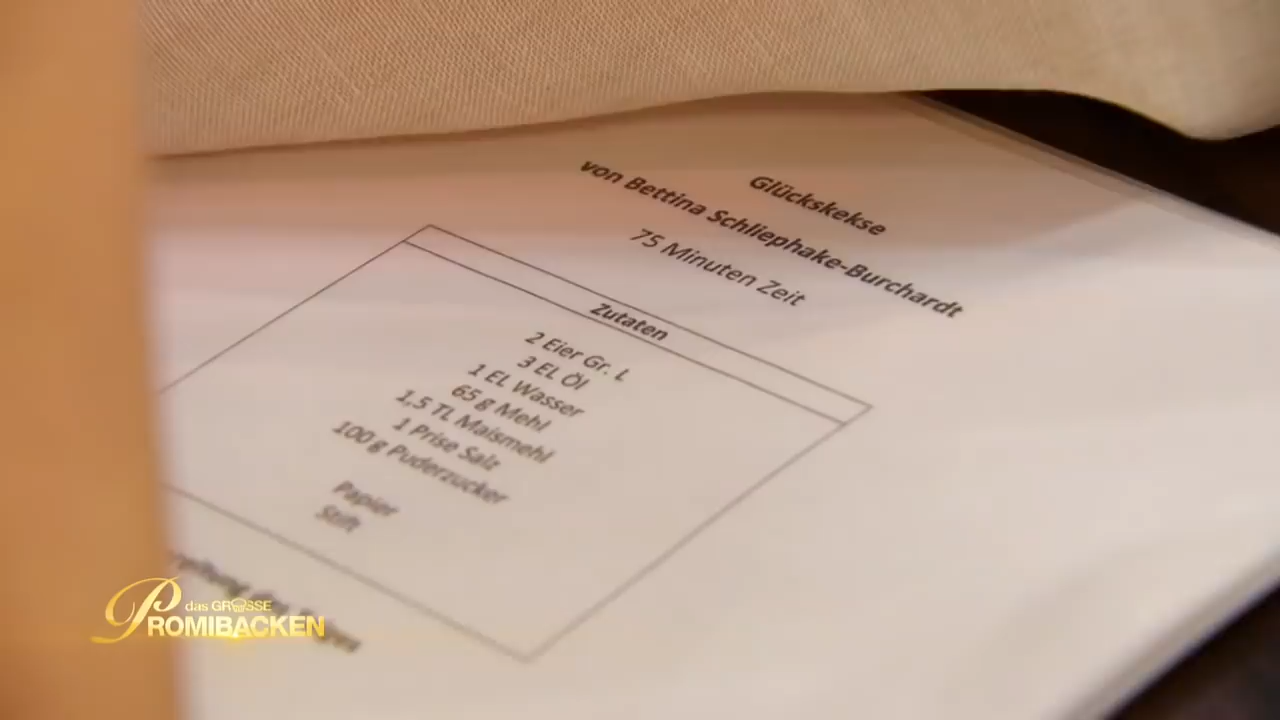 Glückskekse
von Bettina Schliephake-Burchardt
75 Minuten Zeit
Zutaten
2 Eier Gr. L
3 EL Öl
1 EL Wasser
65 g Mehl
1,5 TL Maismehl
1 Prise Salz
100 g Puderzucker
Papier
Stift
das GROSSE
PROMIBACKEN